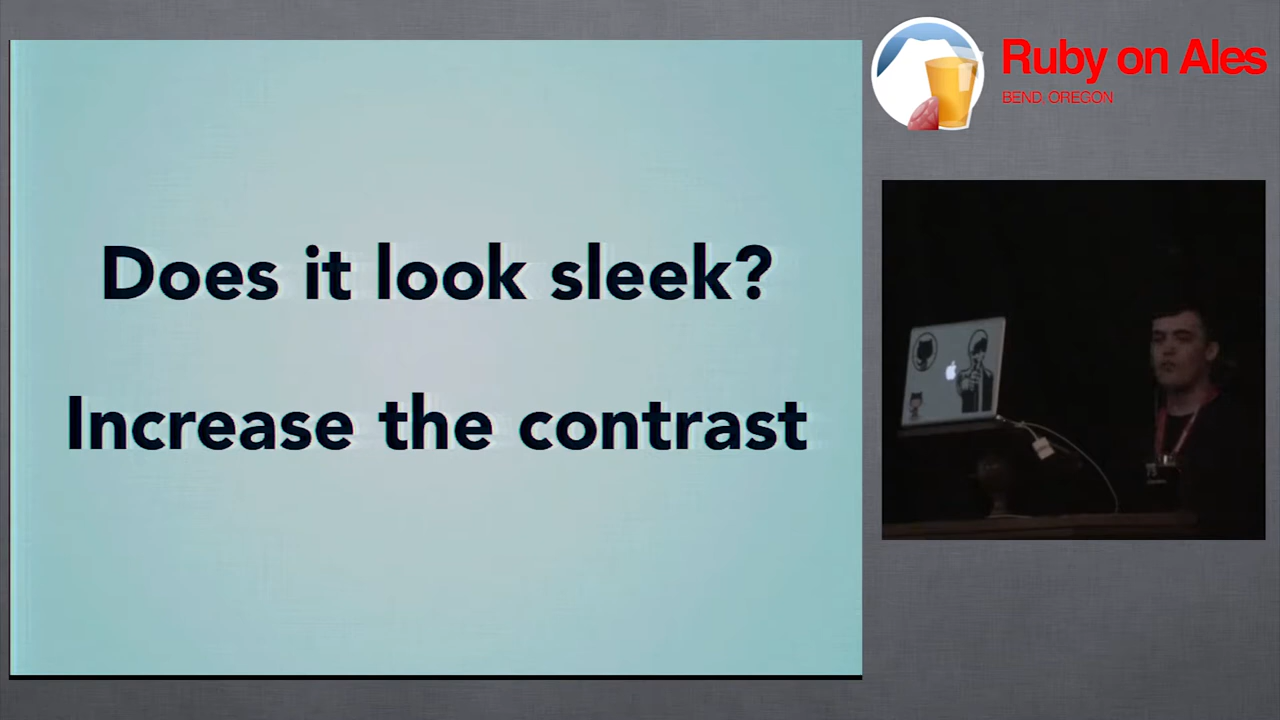 Does it look sleek?
Increase the contrast
Ruby on Ales
BEND, OREGON